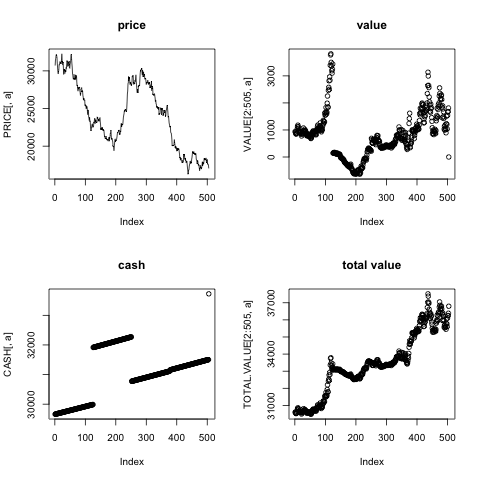 price
PRICE[, a]
30000
25000
20000
0 100 200 300 400 500
Index
value
VALUE[2:505, a]
3000
1000
0
0 100 200 300 400 500
Index
cash
CASH[, a]
32000
30000
0 100 200 300 400 500
Index
total value
TOTAL.VALUE[2:505, a]
37000
34000
31000
0 100 200 300 400 500
Index